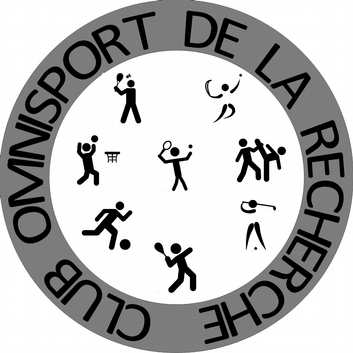 CLUB OMNISPORT DE LA RECHERCHE